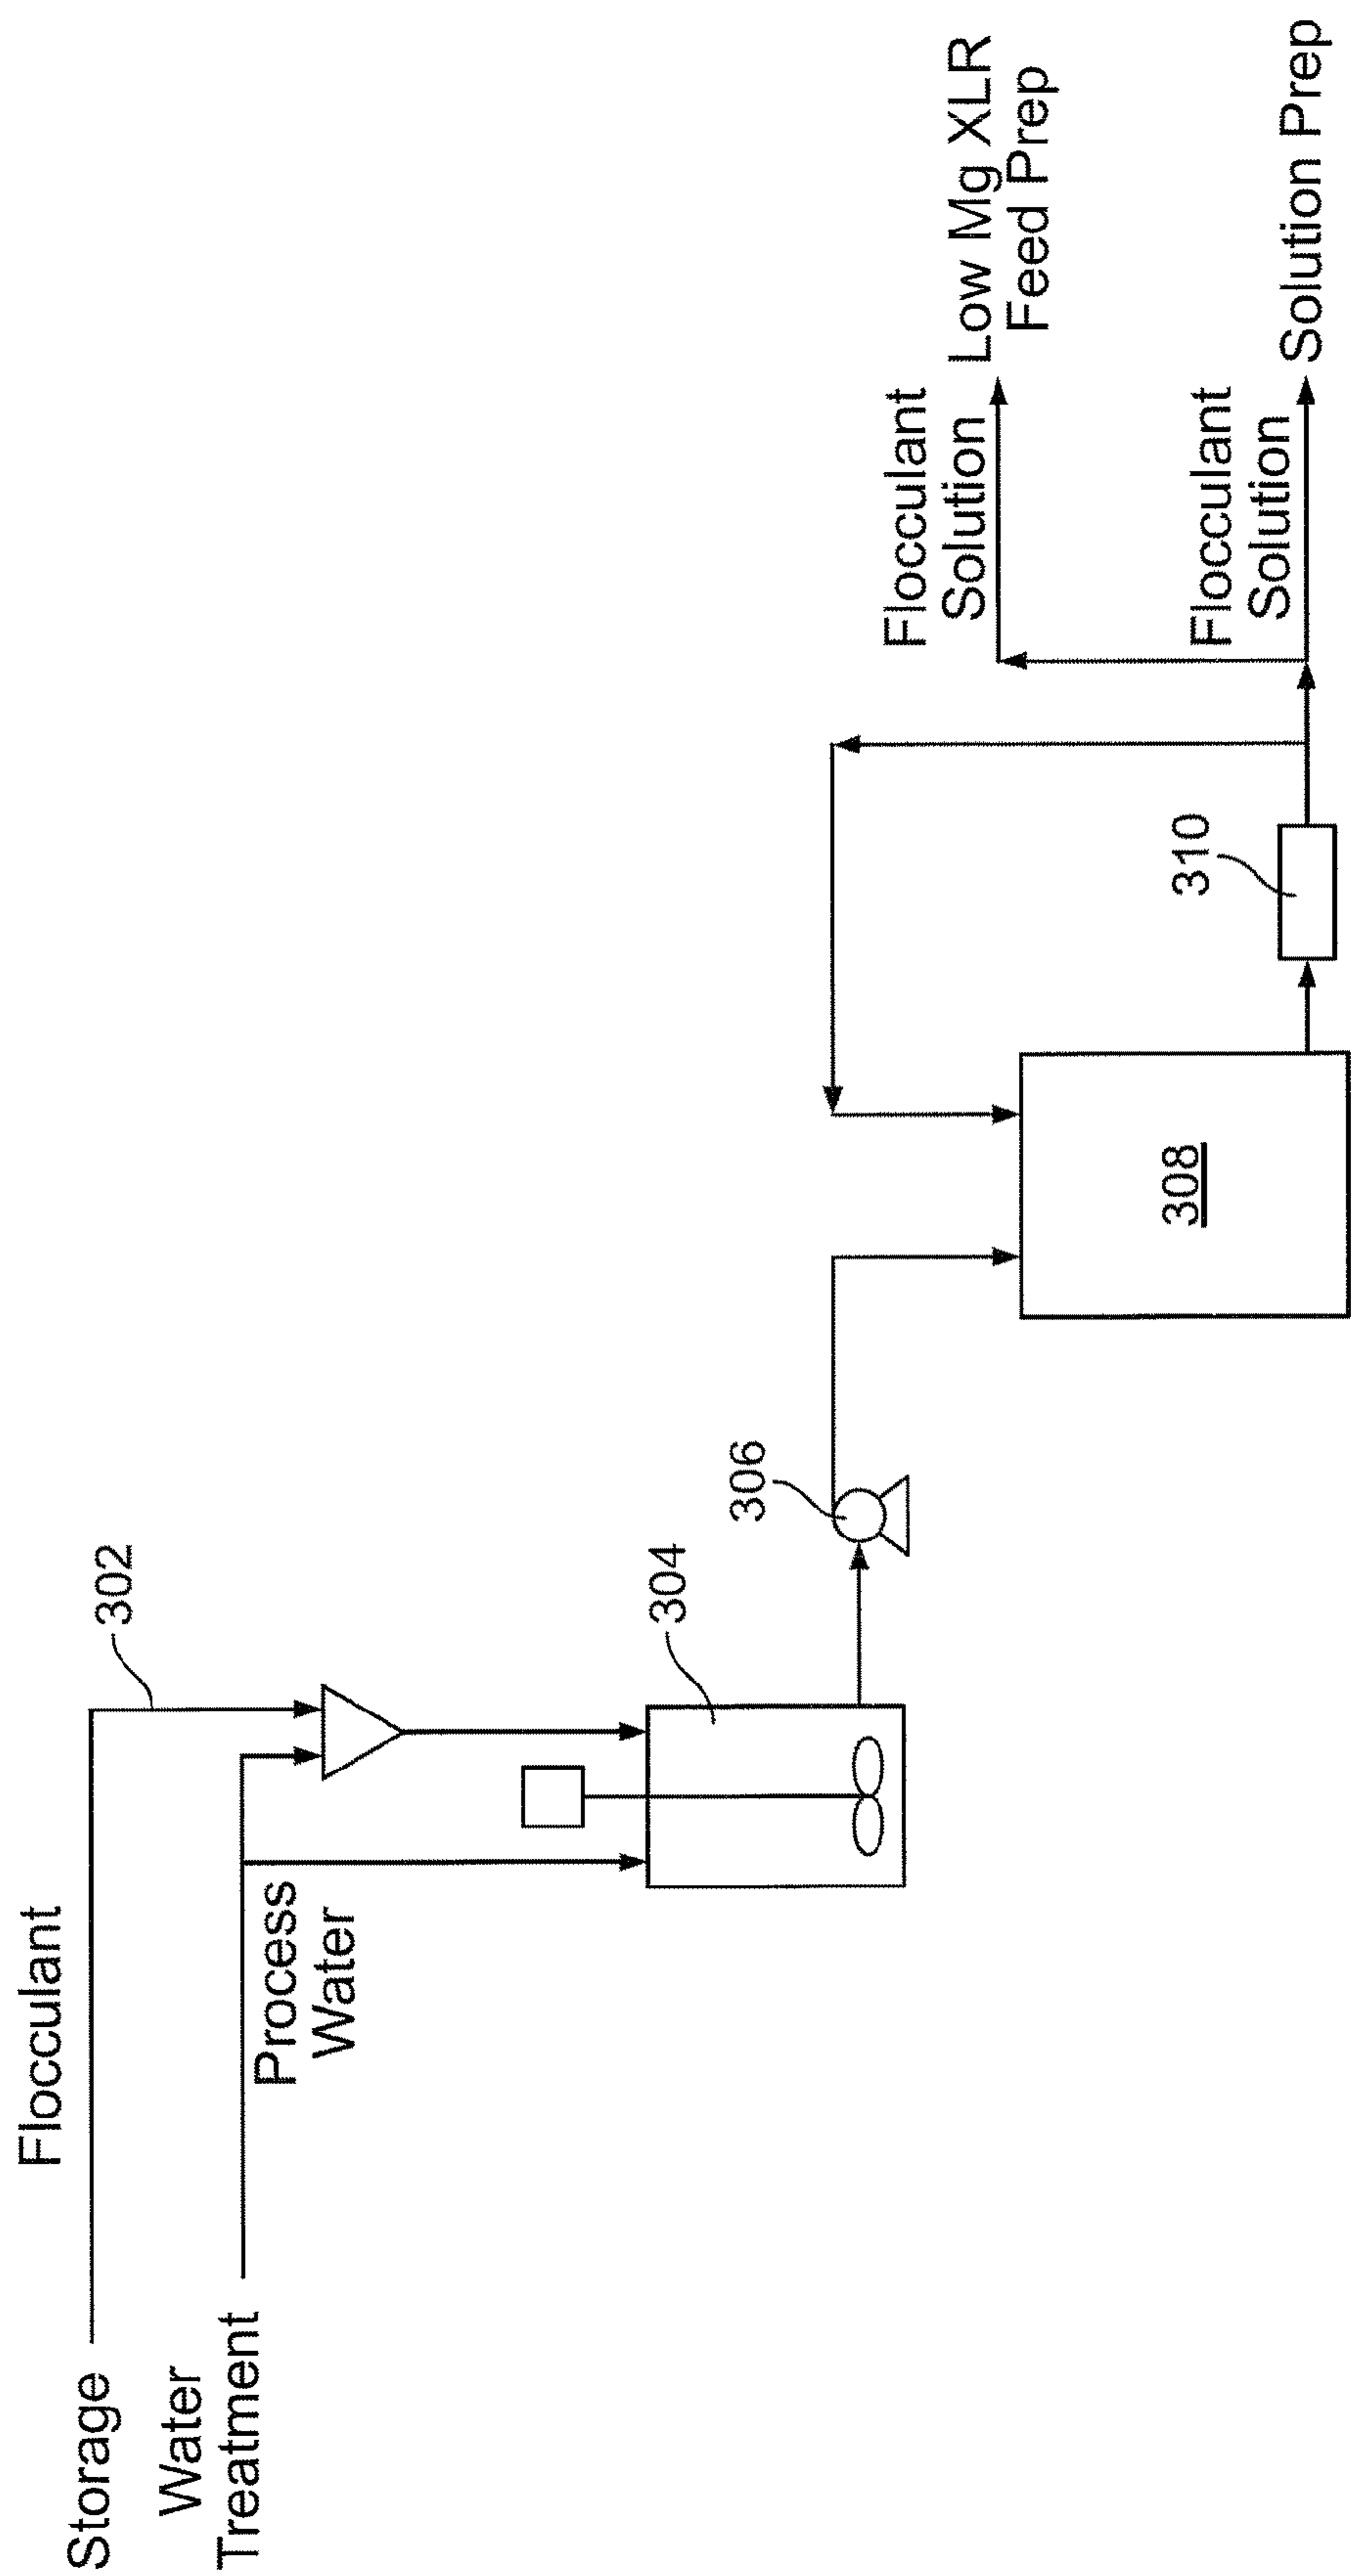 Storage
Flocculant
302
Water
Treatment
Process
Water
304
306
308
310
Flocculant
Solution
Low Mg XLR
Feed Prep
Flocculant
Solution
Solution Prep